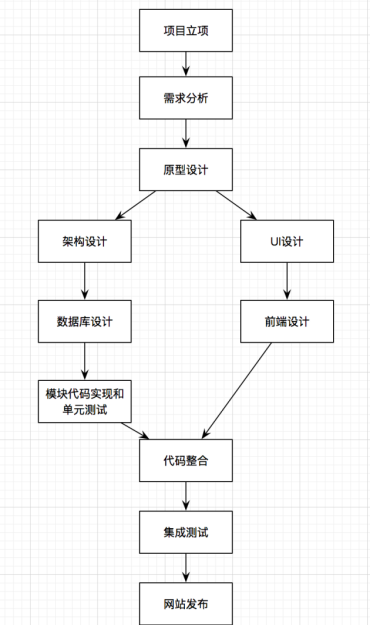 项目立项
需求分析
原型设计
架构设计
UI设计
数据库设计
前端设计
模块代码实现和
单元测试
代码整合
集成测试
网站发布